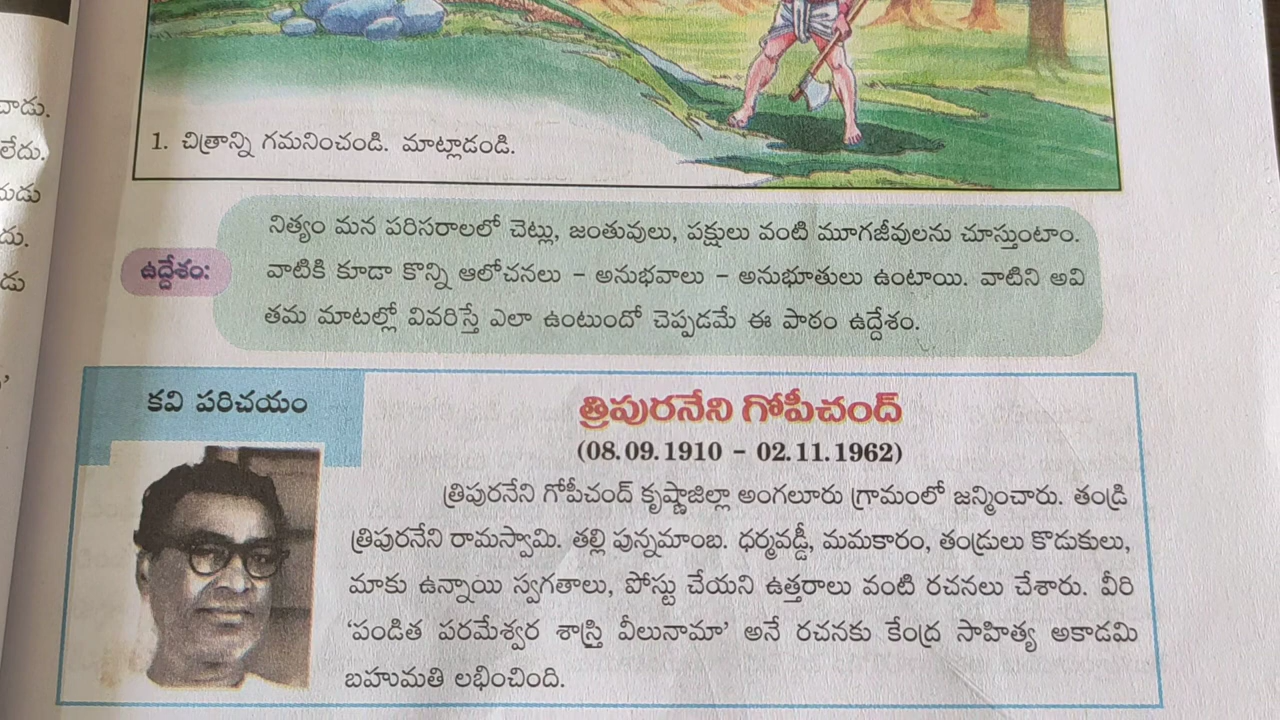 చాడు.
లేదు.
దు.
డు
1. చిత్రాన్ని గమనించండి. మాట్లాడండి.
ఉద్దేశం:
నిత్యం మన పరిసరాలలో చెట్లు, జంతువులు, పక్షులు వంటి మూగజీవులను చూస్తుంటాం.
వాటికి కూడా కొన్ని ఆలోచనలు – అనుభవాలు – అనుభూతులు ఉంటాయి. వాటిని అవి
తమ మాటల్లో వివరిస్తే ఎలా ఉంటుందో చెప్పడమే ఈ పాఠం ఉద్దేశం.
కవి పరిచయం
త్రిపురనేని గోపీచంద్
(08.09.1910 – 02.11.1962)
త్రిపురనేని గోపీచంద్ కృష్ణాజిల్లా అంగలూరు గ్రామంలో జన్మించారు. తండ్రి
త్రిపురనేని రామస్వామి. తల్లి పున్నమాంబ. ధర్మవడ్డీ, మమకారం, తండ్రులు కొడుకులు,
మాకు ఉన్నాయి స్వగతాలు, పోస్టు చేయని ఉత్తరాలు వంటి రచనలు చేశారు. వీరి
‘పండిత పరమేశ్వర శాస్త్రి వీలునామా’ అనే రచనకు కేంద్ర సాహిత్య అకాడమి
బహుమతి లభించింది.